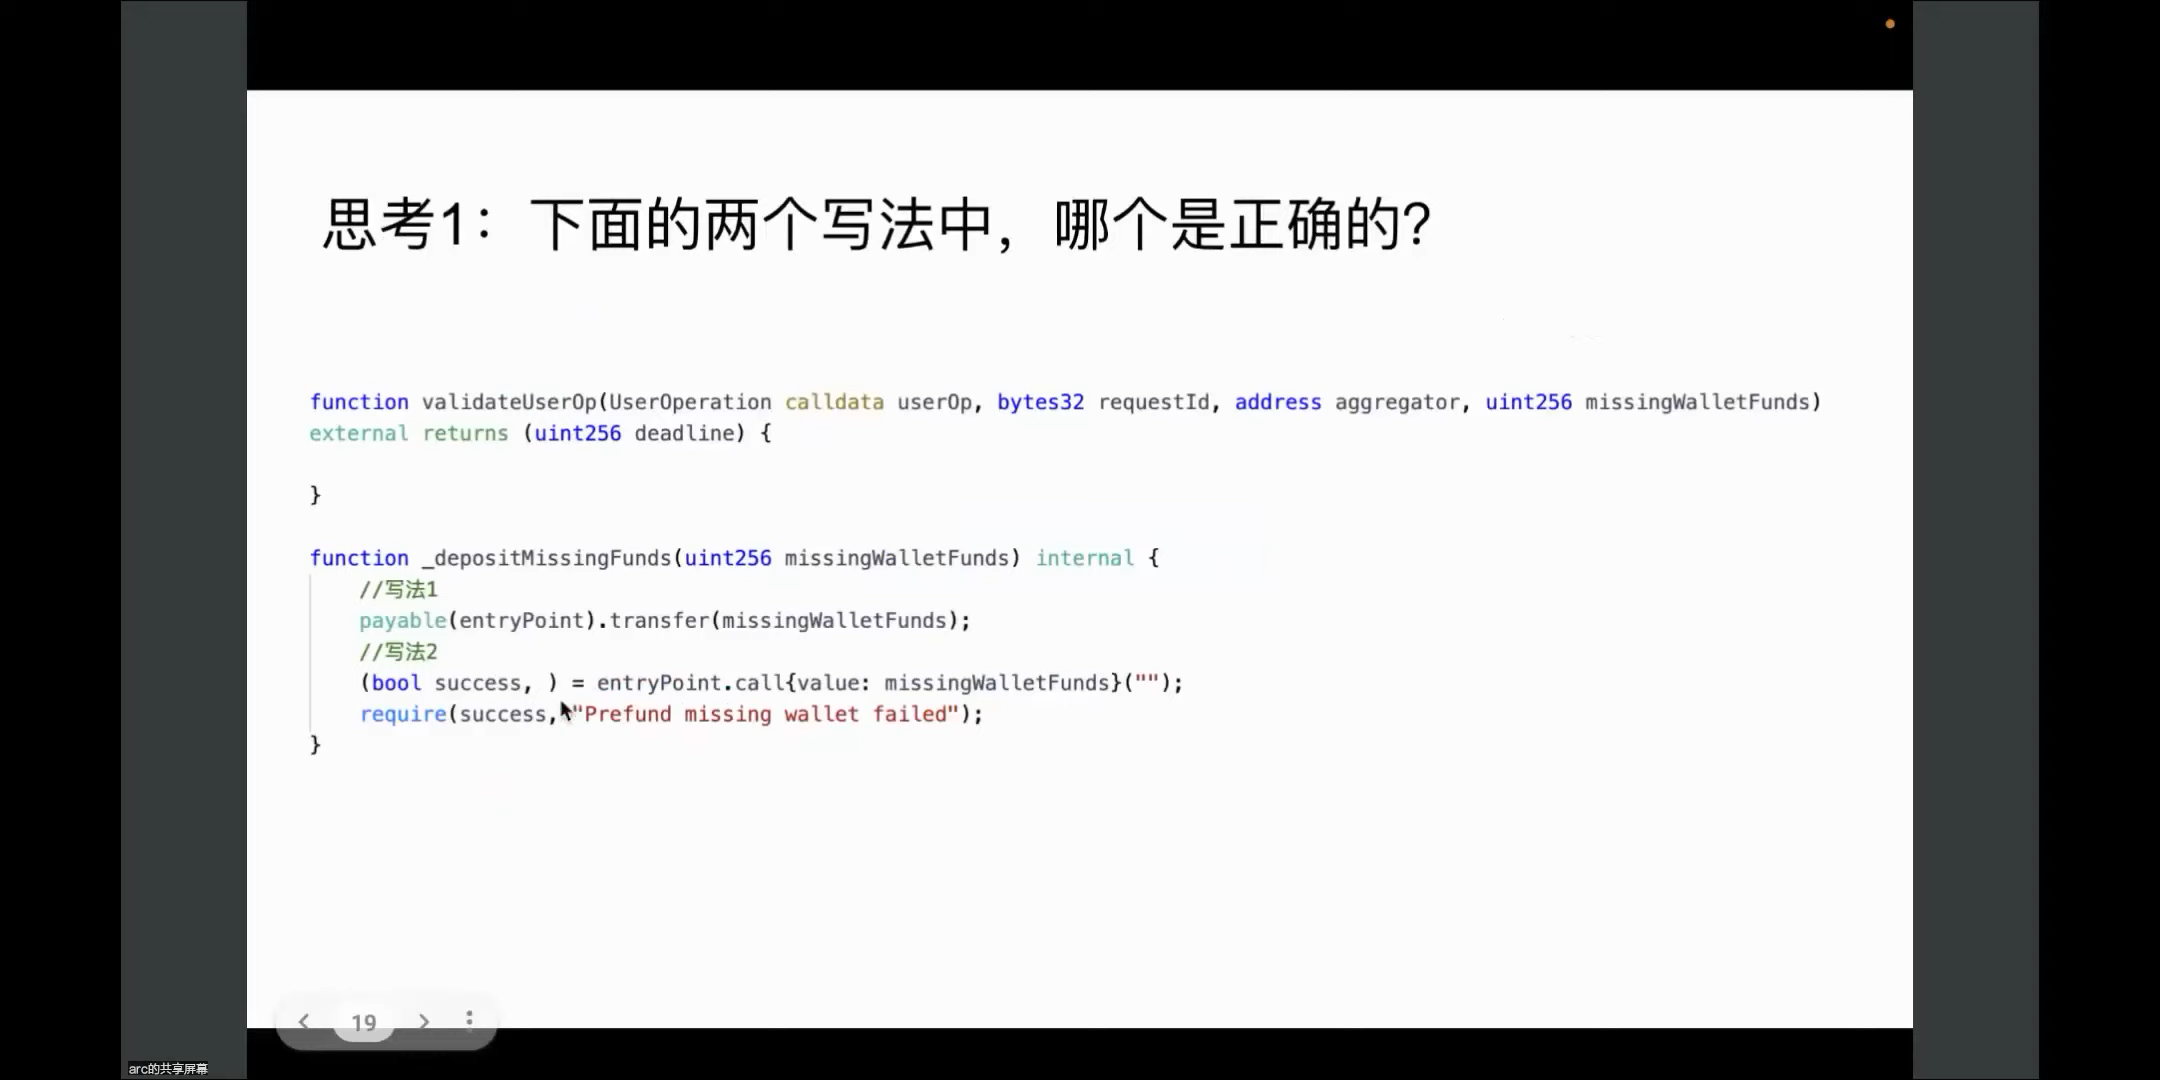 思考1：下面的两个写法中，哪个是正确的？
function validateUserOp(UserOperation calldata userOp, bytes32 requestId, address aggregator, uint256 missingWalletFunds)
external returns (uint256 deadline) {
}
function _depositMissingFunds(uint256 missingWalletFunds) internal {
//写法1
payable(entryPoint).transfer(missingWalletFunds);
//写法2
(bool success, ) = entryPoint.call{value: missingWalletFunds}("");
require(success, "Prefund missing wallet failed");
}
19
arc的共享屏幕